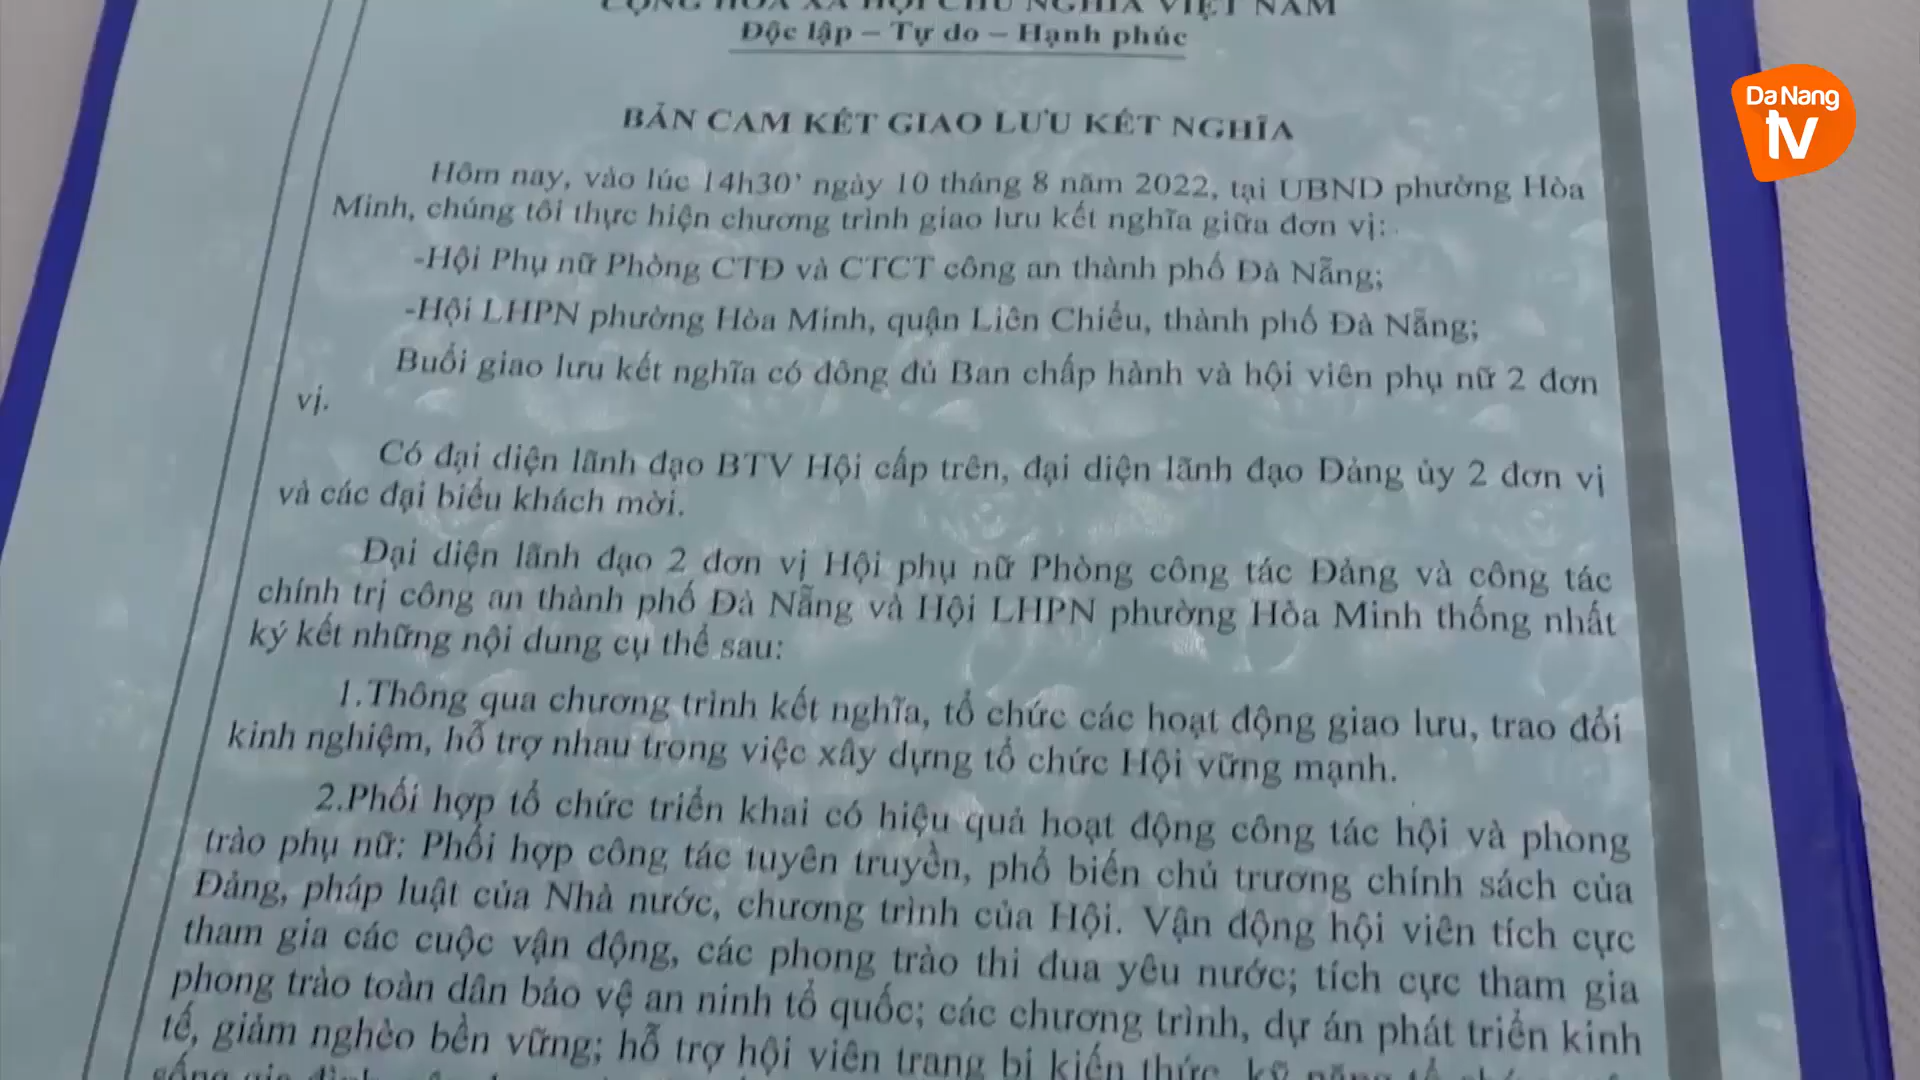 CỘNG HÒA XÃ HỘI CHỦ NGHĨA VIỆT NAM
Độc lập – Tự do – Hạnh phúc
Da Nang
tv
BẢN CAM KẾT GIAO LƯU KẾT NGHĨA
Hôm nay, vào lúc 14h30’ ngày 10 tháng 8 năm 2022, tại UBND phường Hòa
Minh, chúng tôi thực hiện chương trình giao lưu kết nghĩa giữa đơn vị:
-Hội Phụ nữ Phòng CTĐ và CTCT công an thành phố Đà Nẵng;
-Hội LHPN phường Hòa Minh, quận Liên Chiểu, thành phố Đà Nẵng;
Buổi giao lưu kết nghĩa có đông đủ Ban chấp hành và hội viên phụ nữ 2 đơn
vị.
Có đại diện lãnh đạo BTV Hội cấp trên, đại diện lãnh đạo Đảng ủy 2 đơn vị
và các đại biểu khách mời.
Đại diện lãnh đạo 2 đơn vị Hội phụ nữ Phòng công tác Đảng và công tác
chính trị công an thành phố Đà Nẵng và Hội LHPN phường Hòa Minh thống nhất
ký kết những nội dung cụ thể sau:
1.Thông qua chương trình kết nghĩa, tổ chức các hoạt động giao lưu, trao đổi
kinh nghiệm, hỗ trợ nhau trong việc xây dựng tổ chức Hội vững mạnh.
2.Phối hợp tổ chức triển khai có hiệu quả hoạt động công tác hội và phong
trào phụ nữ: Phối hợp công tác tuyên truyền, phổ biến chủ trương chính sách của
Đảng, pháp luật của Nhà nước, chương trình của Hội. Vận động hội viên tích cực
tham gia các cuộc vận động, các phong trào thi đua yêu nước; tích cực tham gia
phong trào toàn dân bảo vệ an ninh tổ quốc; các chương trình, dự án phát triển kinh
tế, giảm nghèo bền vững; hỗ trợ hội viên trang bị kiến thức, kỹ năng tổ